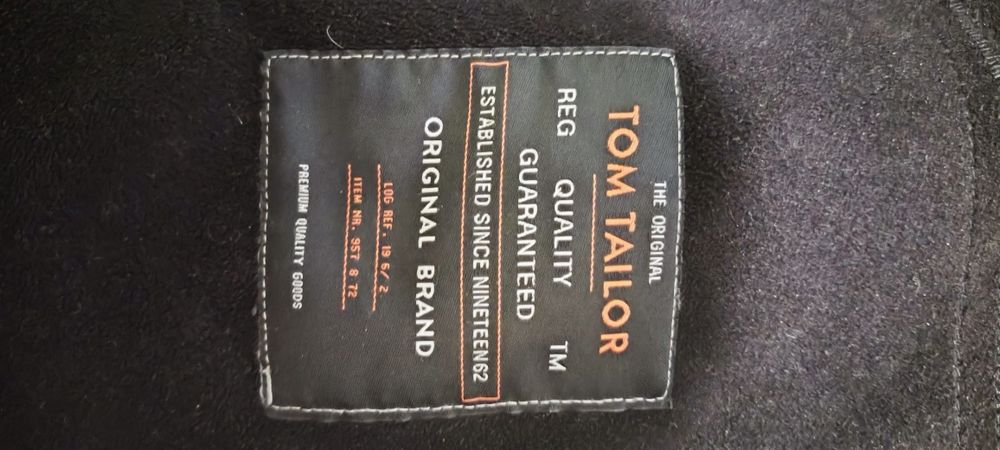 THE ORIGINAL
TOM TAILOR
REG QUALITY TM
GUARANTEED
ESTABLISHED SINCE NINETEEN62
ORIGINAL BRAND
LOG REF. 19 6/ 2
ITEM NR. 957 8 72
PREMIUM QUALITY GOODS